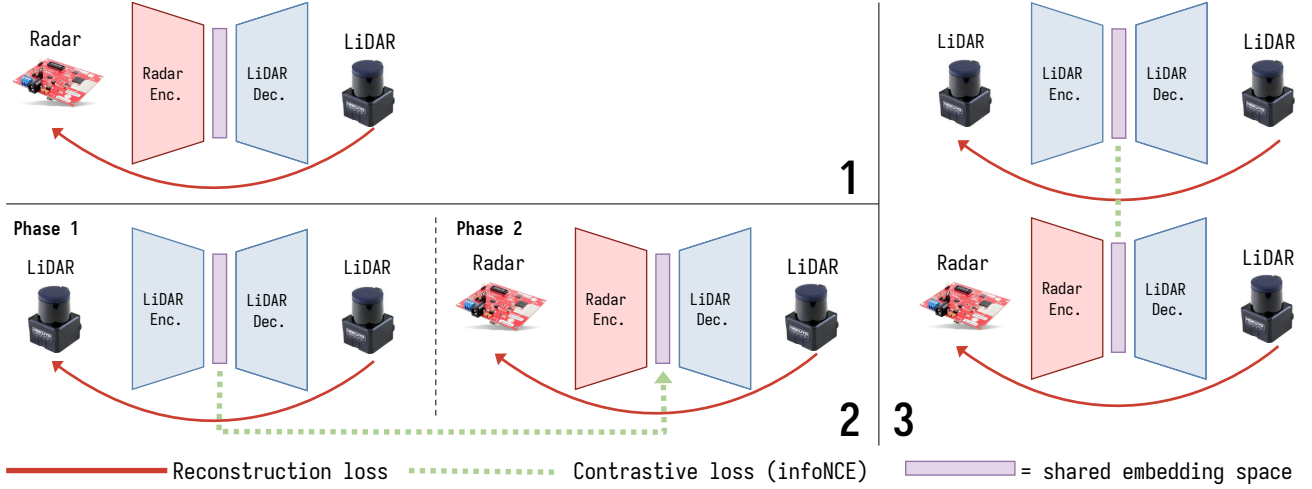 Radar
LiDAR
Radar
Enc.
LiDAR
Dec.
1
Phase 1
LiDAR
LiDAR
LiDAR
Enc.
LiDAR
Dec.
Phase 2
Radar
LiDAR
Radar
Enc.
LiDAR
Dec.
2
LiDAR
LiDAR
LiDAR
Enc.
LiDAR
Dec.
Radar
LiDAR
Radar
Enc.
LiDAR
Dec.
3
Reconstruction loss
Contrastive loss (infoNCE)
= shared embedding space